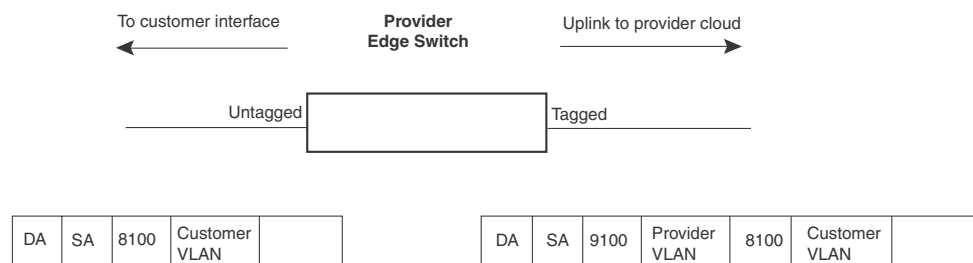 To customer interface
Provider
Edge Switch
Uplink to provider cloud
Untagged
Tagged
DA SA 8100 Customer
VLAN
DA SA 9100 Provider
VLAN 8100 Customer
VLAN